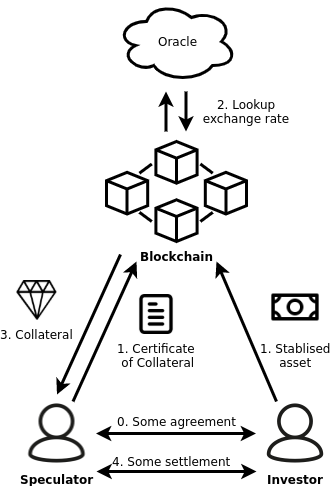 Oracle
2. Lookup
exchange rate
Blockchain
3. Collateral
1. Certificate
of Collateral
1. Stablised
asset
0. Some agreement
4. Some settlement
Speculator
Investor